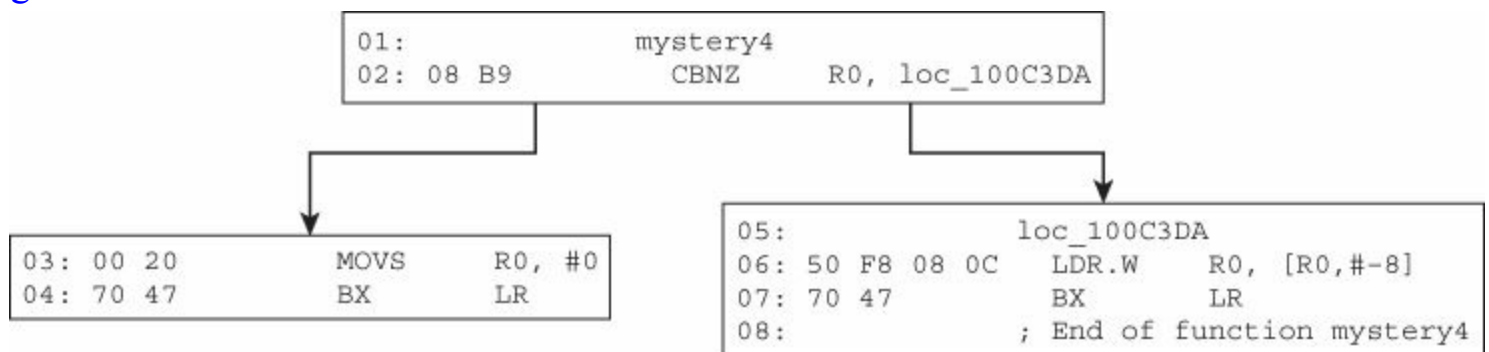 01: mystery4
02: 08 B9 CBNZ R0, loc_100C3DA
03: 00 20 MOVS R0, #0
04: 70 47 BX LR
05: loc_100C3DA
06: 50 F8 08 0C LDR.W R0, [R0,#-8]
07: 70 47 BX LR
08: ; End of function mystery4